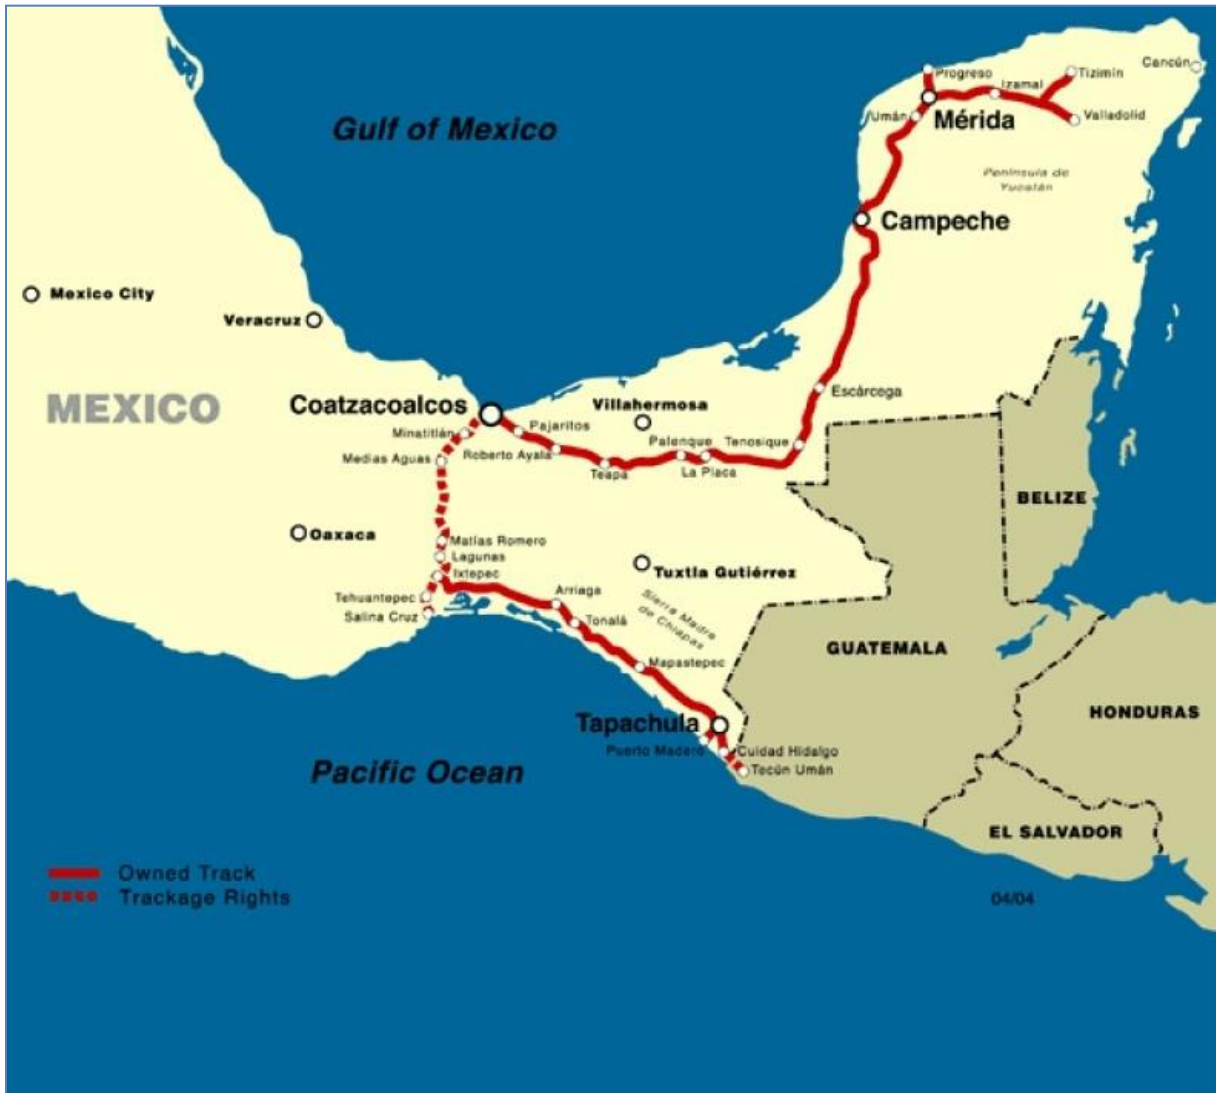 Progreso
Izamal
Tizimín
Cancún
Umán
Mérida
Valladolid
Gulf of Mexico
Península de
Yucatán
Campeche
Mexico City
Veracruz
MEXICO
Coatzacoalcos
Villahermosa
Escárcega
Minatitlán
Pajaritos
Palenque
Tenosique
Medias Aguas
Roberto Ayala
Teapa
La Placa
BELIZE
Oaxaca
Matías Romero
Lagunas
Ixtepec
Tuxtla Gutiérrez
Tehuantepec
Arriaga
Sierra Madre
de Chiapas
Salina Cruz
Tonalá
GUATEMALA
Mapastepec
HONDURAS
Tapachula
Puerto Madero
Cuidad Hidalgo
Tecún Umán
Pacific Ocean
EL SALVADOR
Owned Track
Trackage Rights
04/04